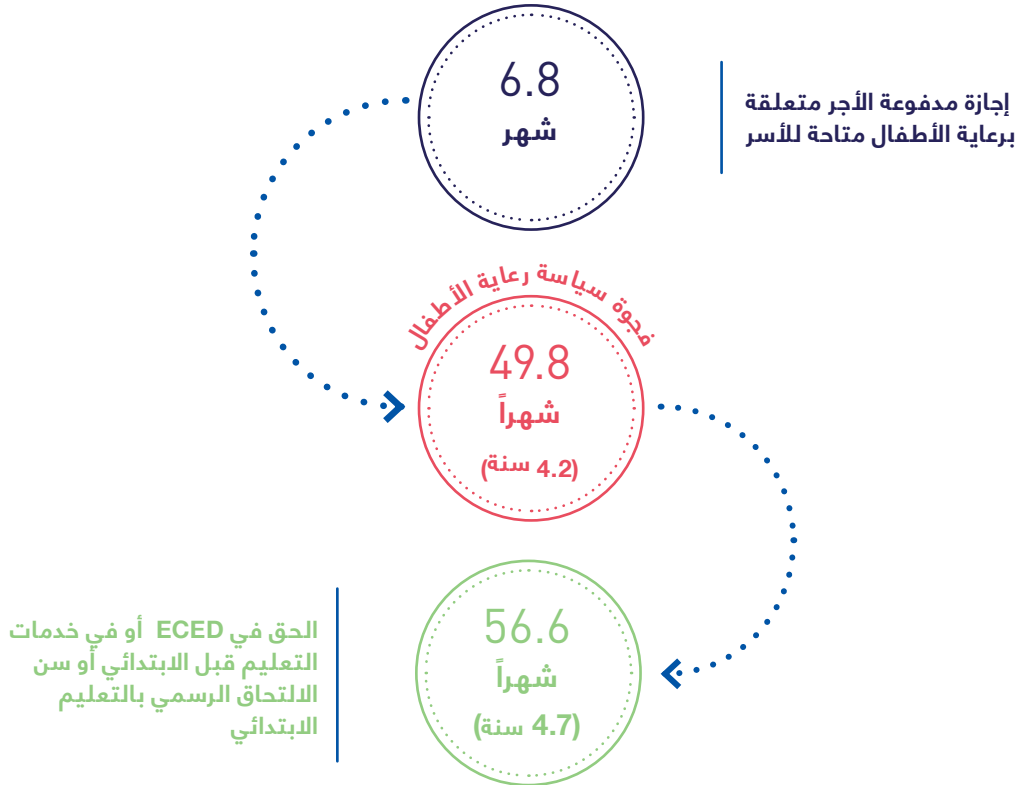 6.8
شهر
إجازة مدفوعة الأجر متعلقة
برعاية الأطفال متاحة للأسر
فجوة سياسة رعاية الأطفال
49.8
شهراً
(4.2 سنة)
56.6
شهراً
(4.7 سنة)
الحق في ECED أو في خدمات
التعليم قبل الابتدائي أو سن
الالتحاق الرسمي بالتعليم
الابتدائي